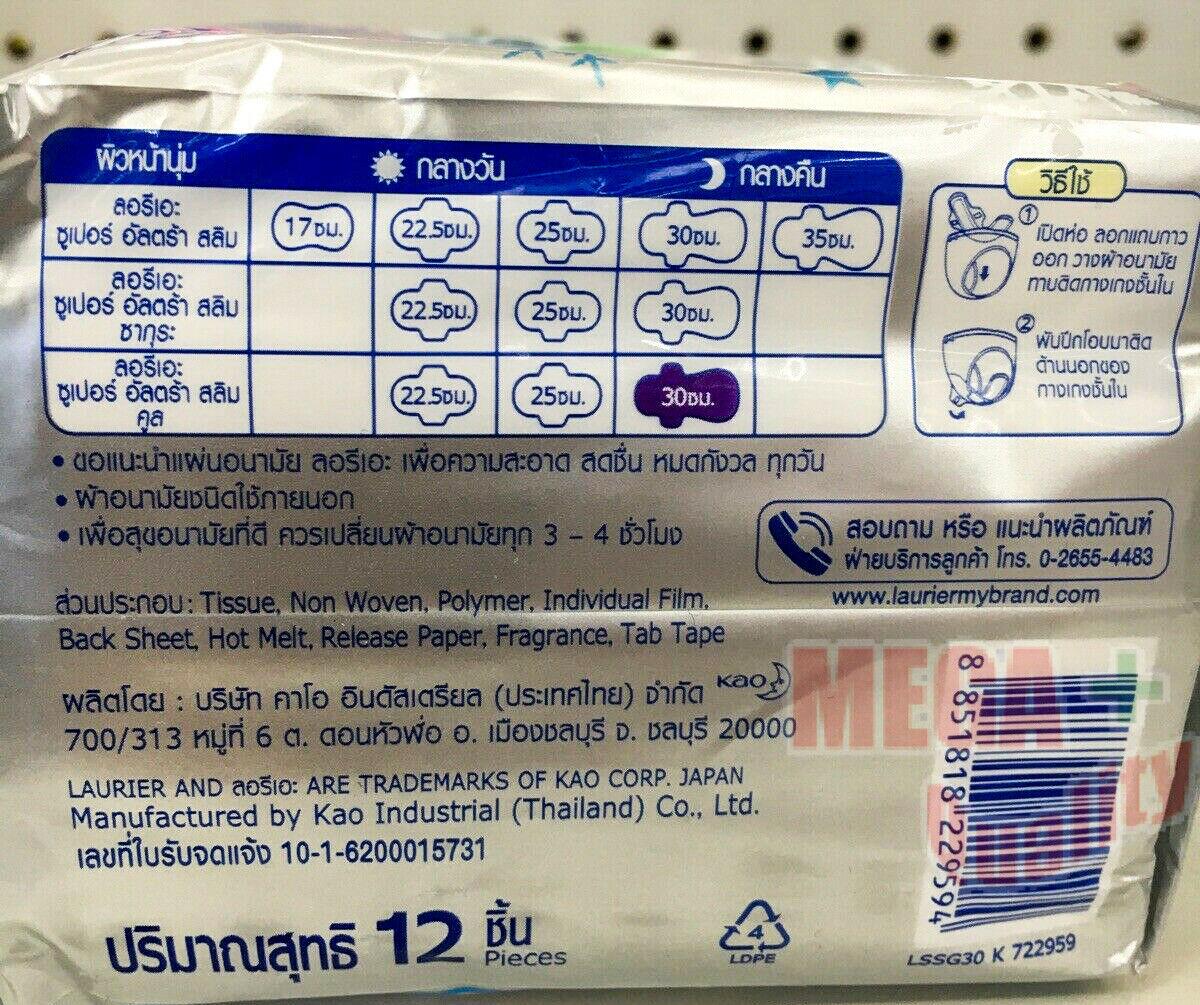 ผิวหน้านุ่ม กลางวัน กลางคืน
ลอรีเอะ
ซูเปอร์ อัลตร้า สลิม
17ซม. 22.5ซม. 25ซม. 30ซม. 35ซม.
ลอรีเอะ
ซูเปอร์ อัลตร้า สลิม
ซากุระ
22.5ซม. 25ซม. 30ซม.
ลอรีเอะ
ซูเปอร์ อัลตร้า สลิม
คูล
22.5ซม. 25ซม. 30ซม.
วิธีใช้
1
เปิดห่อ ลอกแถบกาว
ออก วางผ้าอนามัย
ทาบติดกางเกงชั้นใน
2
พับปีกโอบมาติด
ด้านนอกของ
กางเกงชั้นใน
• ขอแนะนำแผ่นอนามัย ลอรีเอะ เพื่อความสะอาด สดชื่น หมดกังวล ทุกวัน
• ผ้าอนามัยชนิดใช้ภายนอก
• เพื่อสุขอนามัยที่ดี ควรเปลี่ยนผ้าอนามัยทุก 3 – 4 ชั่วโมง
สอบถาม หรือ แนะนำผลิตภัณฑ์
ฝ่ายบริการลูกค้า โทร. 0-2655-4483
www.lauriermybrand.com
ส่วนประกอบ: Tissue, Non Woven, Polymer, Individual Film,
Back Sheet, Hot Melt, Release Paper, Fragrance, Tab Tape
ผลิตโดย : บริษัท คาโอ อินดัสเตรียล (ประเทศไทย) จำกัด Kao
700/313 หมู่ที่ 6 ต. ดอนหัวฬ่อ อ. เมืองชลบุรี จ. ชลบุรี 20000
LAURIER AND ลอรีเอะ ARE TRADEMARKS OF KAO CORP. JAPAN
Manufactured by Kao Industrial (Thailand) Co., Ltd.
เลขที่ใบรับจดแจ้ง 10-1-6200015731
ปริมาณสุทธิ 12 ชิ้น
Pieces
4
LDPE
8 851818 229594
LSSG30 K 722959
MEGA+
Quality